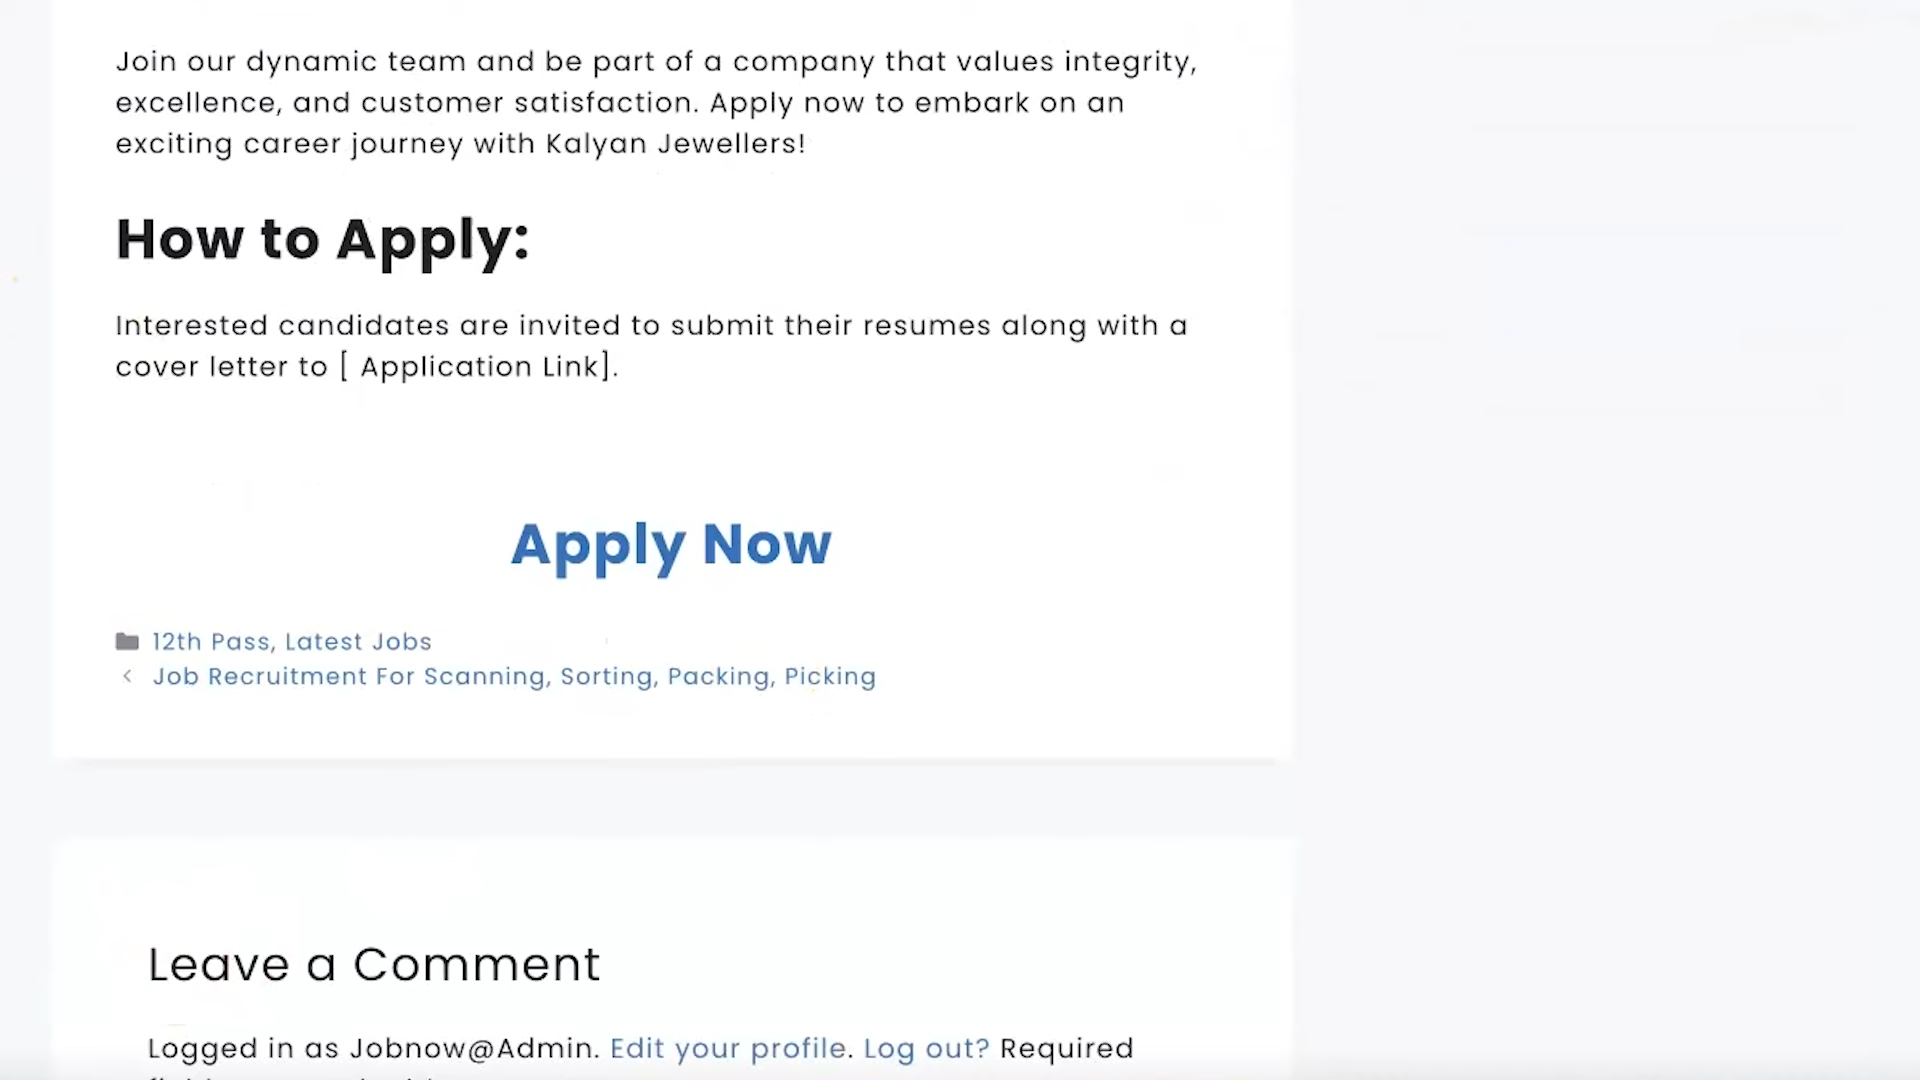 Join our dynamic team and be part of a company that values integrity,
excellence, and customer satisfaction. Apply now to embark on an
exciting career journey with Kalyan Jewellers!
How to Apply:
Interested candidates are invited to submit their resumes along with a
cover letter to [ Application Link].
Apply Now
12th Pass, Latest Jobs
Job Recruitment For Scanning, Sorting, Packing, Picking
Leave a Comment
Logged in as Jobnow@Admin. Edit your profile. Log out? Required